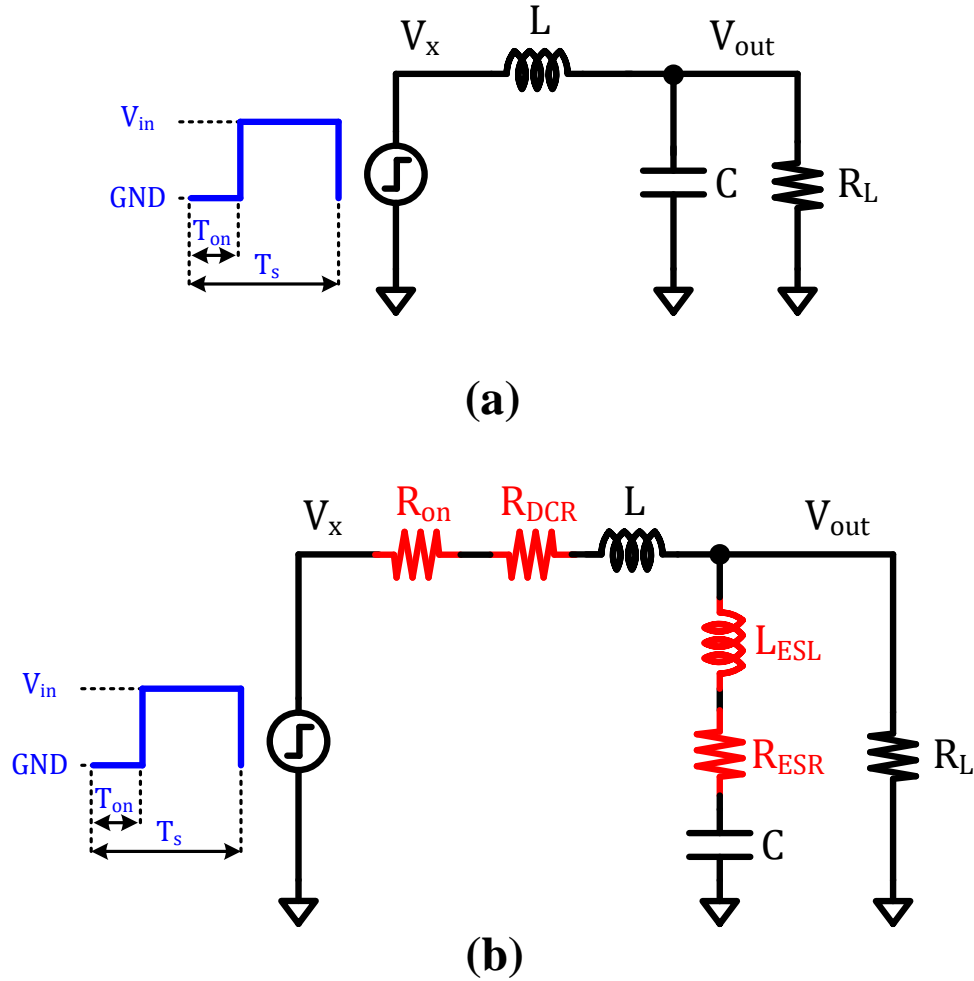 L
Vx
Vout
Vin
GND
Ton
Ts
C
RL
(a)
Ron
RDCR
L
Vx
Vout
LESL
Vin
GND
RESR
RL
Ton
Ts
C
(b)